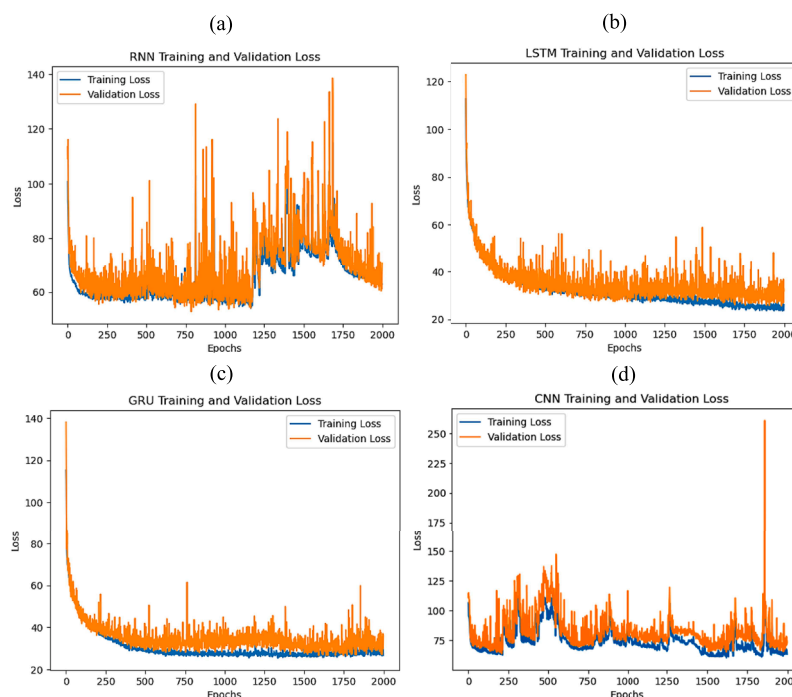 (a)
RNN Training and Validation Loss
140
120
100
80
60
Loss
Training Loss
Validation Loss
0 250 500 750 1000 1250 1500 1750 2000
Epochs
(b)
LSTM Training and Validation Loss
120
100
80
60
40
20
Loss
Training Loss
Validation Loss
0 250 500 750 1000 1250 1500 1750 2000
Epochs
(c)
GRU Training and Validation Loss
140
120
100
80
60
40
20
Loss
Training Loss
Validation Loss
0 250 500 750 1000 1250 1500 1750 2000
Epochs
(d)
CNN Training and Validation Loss
250
225
200
175
150
125
100
75
Loss
Training Loss
Validation Loss
0 250 500 750 1000 1250 1500 1750 2000
Epochs